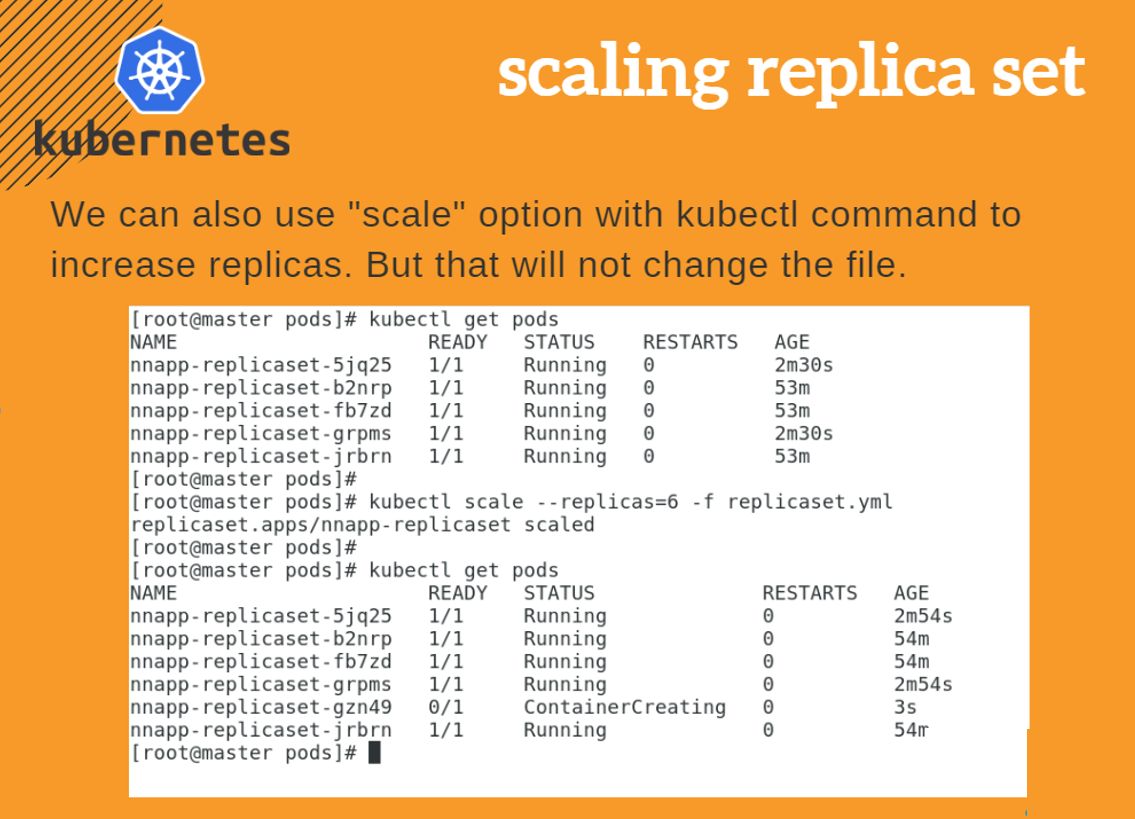 kubernetes
scaling replica set
We can also use "scale" option with kubectl command to
increase replicas. But that will not change the file.
[root@master pods]# kubectl get pods
NAME READY STATUS RESTARTS AGE
nnapp-replicaset-5jq25 1/1 Running 0 2m30s
nnapp-replicaset-b2nrp 1/1 Running 0 53m
nnapp-replicaset-fb7zd 1/1 Running 0 53m
nnapp-replicaset-grpms 1/1 Running 0 2m30s
nnapp-replicaset-jrbrn 1/1 Running 0 53m
[root@master pods]#
[root@master pods]# kubectl scale --replicas=6 -f replicaset.yml
replicaset.apps/nnapp-replicaset scaled
[root@master pods]#
[root@master pods]# kubectl get pods
NAME READY STATUS RESTARTS AGE
nnapp-replicaset-5jq25 1/1 Running 0 2m54s
nnapp-replicaset-b2nrp 1/1 Running 0 54m
nnapp-replicaset-fb7zd 1/1 Running 0 54m
nnapp-replicaset-grpms 1/1 Running 0 2m54s
nnapp-replicaset-gzn49 0/1 ContainerCreating 0 3s
nnapp-replicaset-jrbrn 1/1 Running 0 54m
[root@master pods]#